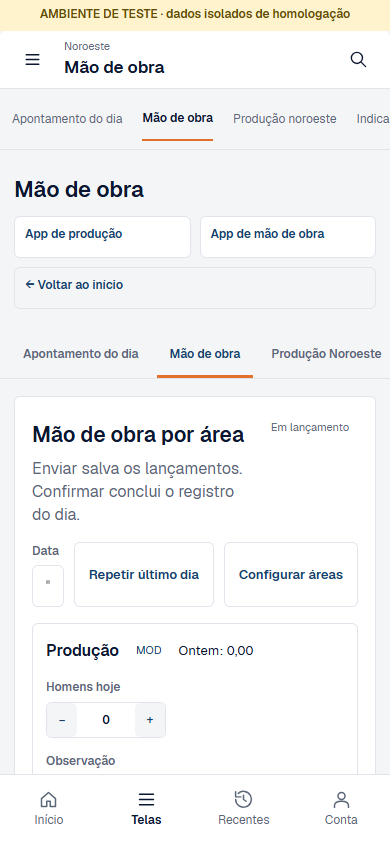 AMBIENTE DE TESTE · dados isolados de homologação
Noroeste
Mão de obra
Apontamento do dia Mão de obra Produção noroeste Indica
Mão de obra
App de produção App de mão de obra
← Voltar ao início
Apontamento do dia Mão de obra Produção Noroeste
Mão de obra por área Em lançamento
Enviar salva os lançamentos.
Confirmar conclui o registro
do dia.
Data
Repetir último dia Configurar áreas
Produção MOD Ontem: 0,00
Homens hoje
− 0 +
Observação
Início Telas Recentes Conta